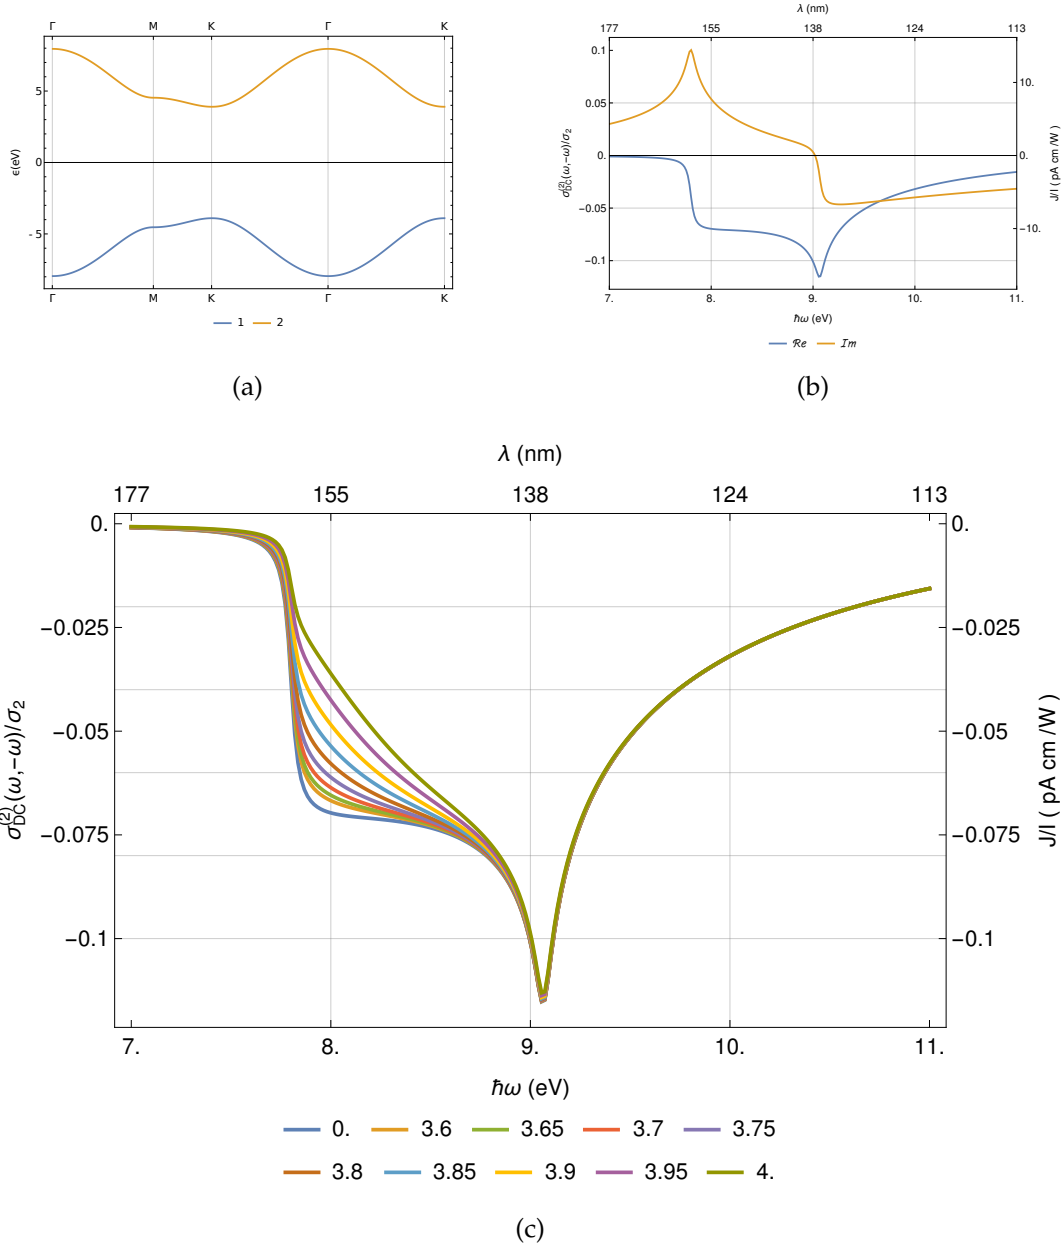 Γ M K Γ K
5
0
-5
ϵ(eV)
Γ M K Γ K
1 2
(a)
λ (nm)
177 155 138 124 113
0.1
0.05
0.
−0.05
−0.1
σDC(2)(ω,−ω)/σ2
10.
0.
−10.
J/I ( pA cm /W )
7. 8. 9. 10. 11.
ħω (eV)
Re Im
(b)
λ (nm)
177 155 138 124 113
0.
−0.025
−0.05
−0.075
−0.1
σDC(2)(ω,−ω)/σ2
0.
−0.025
−0.05
−0.075
−0.1
J/I ( pA cm /W )
7. 8. 9. 10. 11.
ħω (eV)
0. 3.6 3.65 3.7 3.75
3.8 3.85 3.9 3.95 4.
(c)